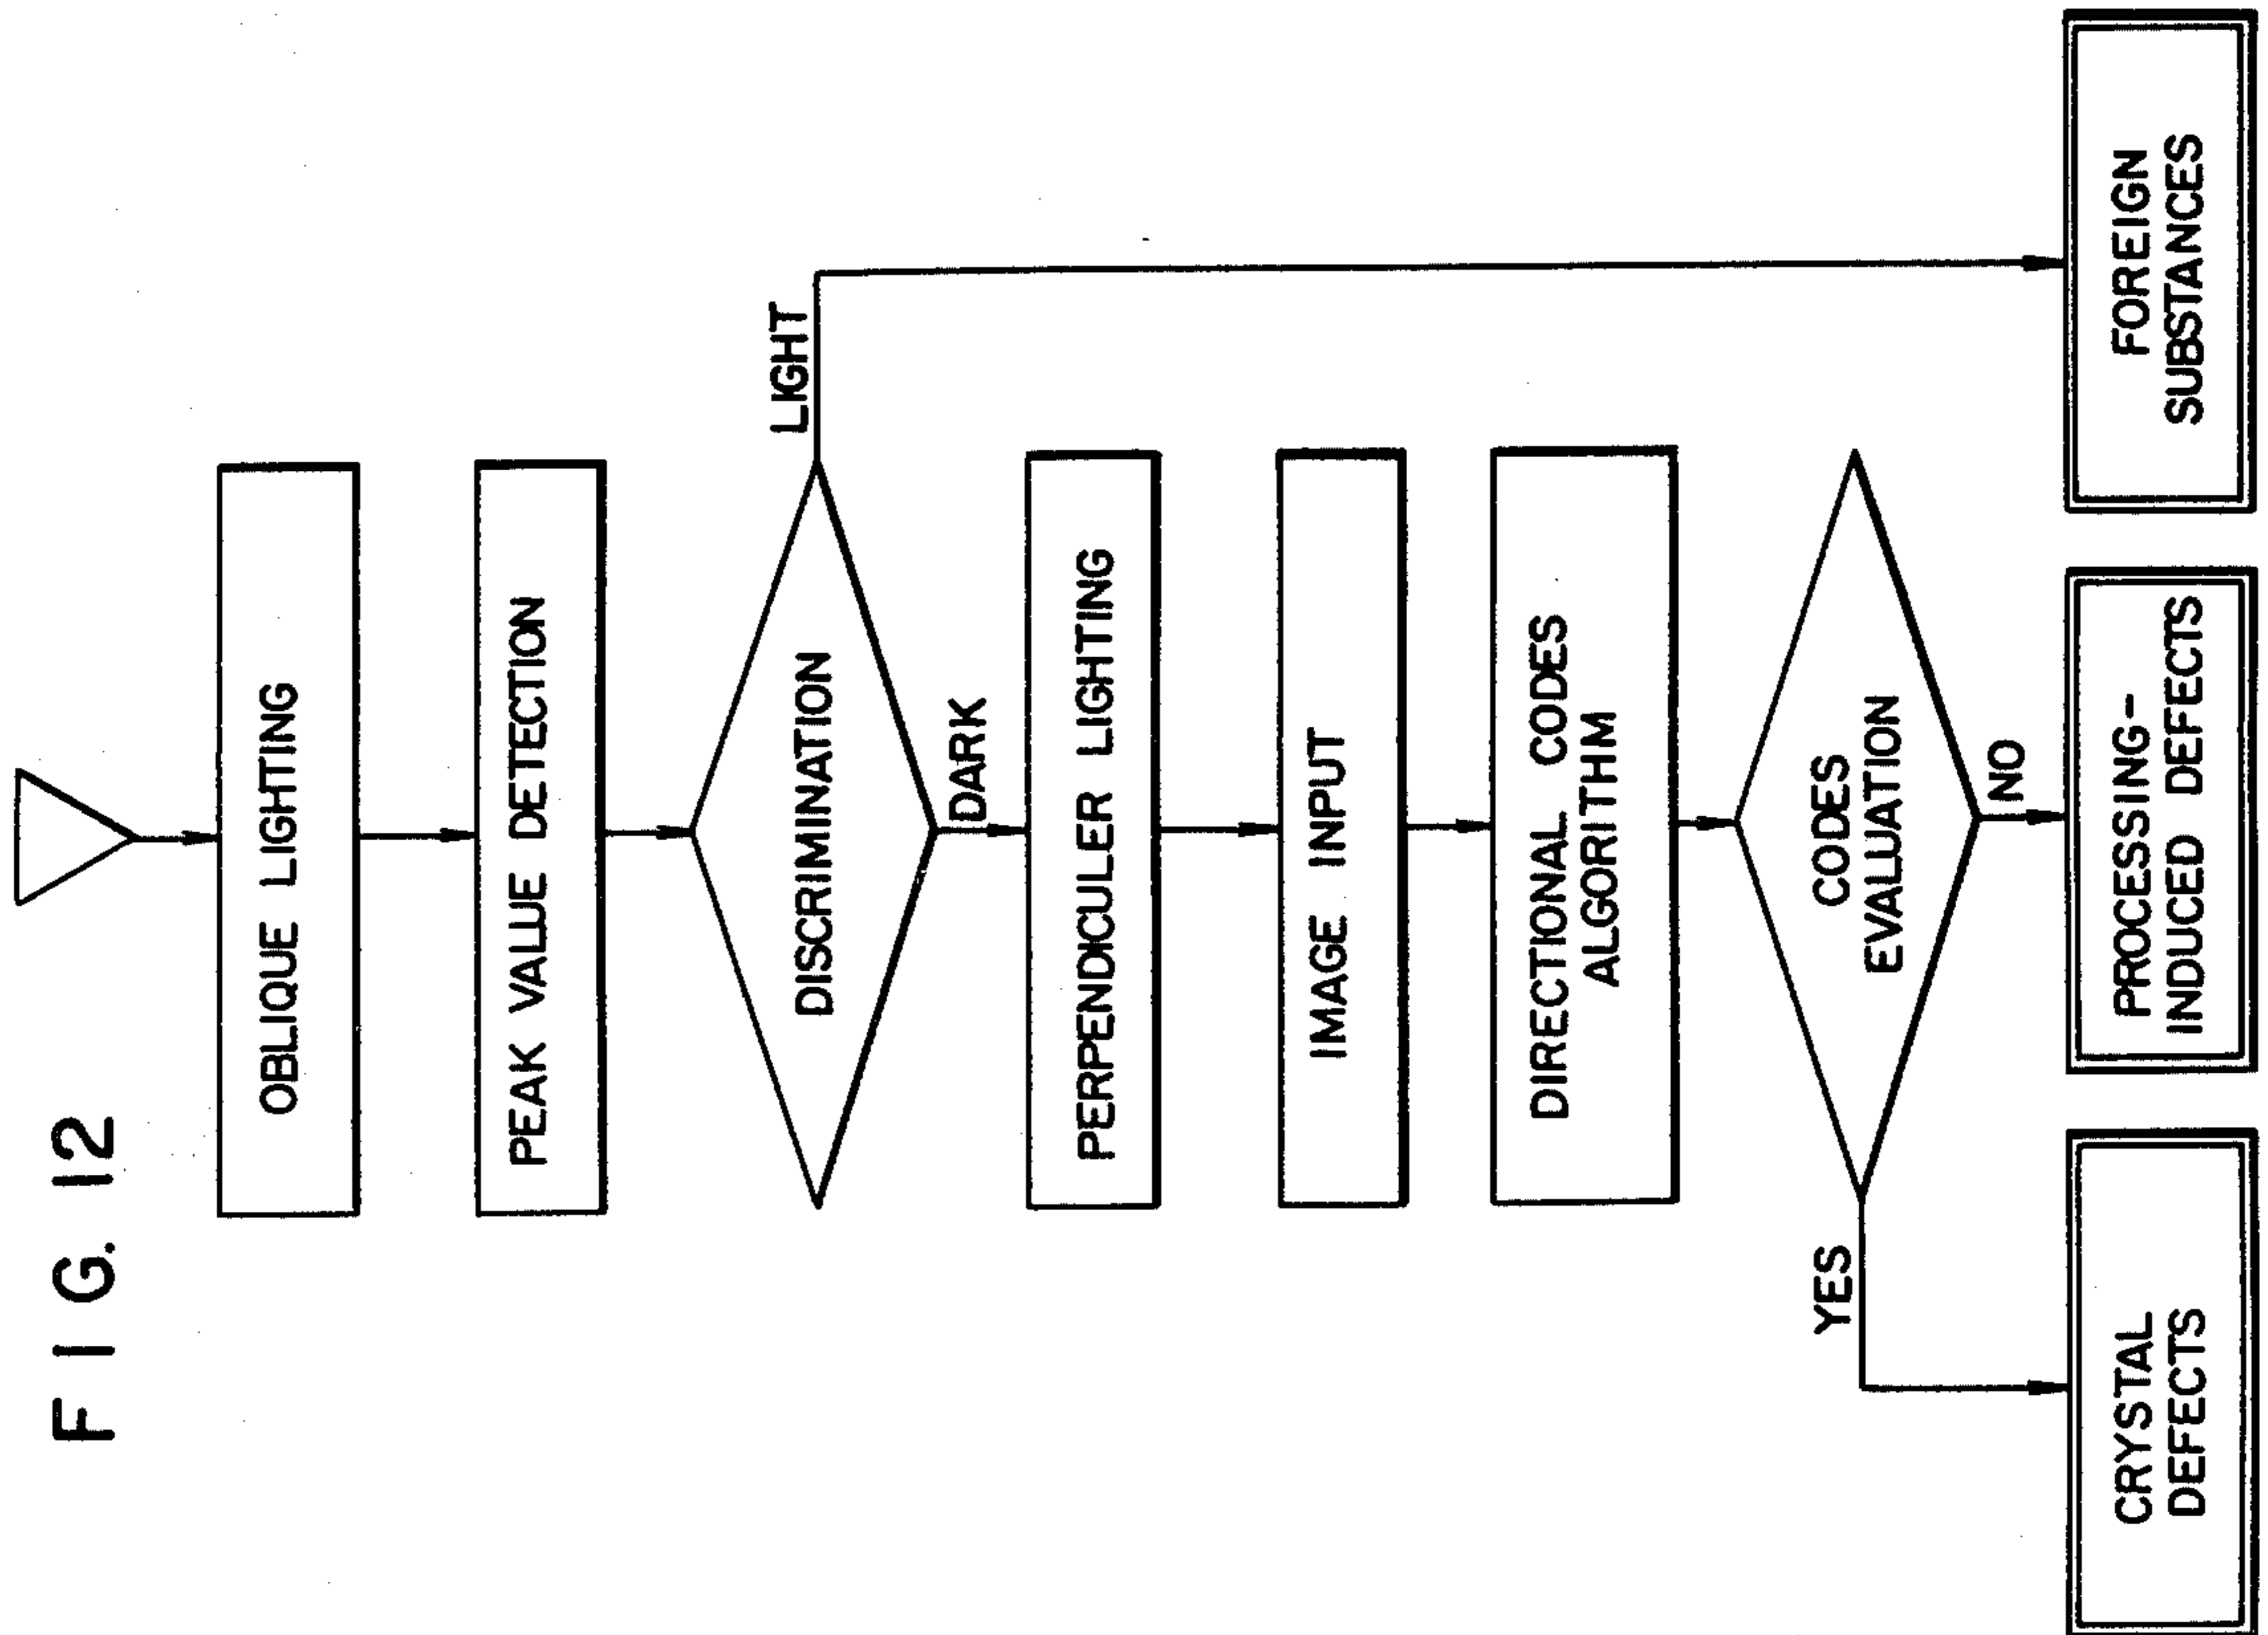 FIG. 12
OBLIQUE LIGHTING
PEAK VALUE DETECTION
DISCRIMINATION
LIGHT
DARK
PERPENDICULER LIGHTING
IMAGE INPUT
DIRECTIONAL CODES
ALGORITHM
CODES
EVALUATION
YES
NO
CRYSTAL
DEFECTS
PROCESSING-
INDUCED DEFECTS
FOREIGN
SUBSTANCES